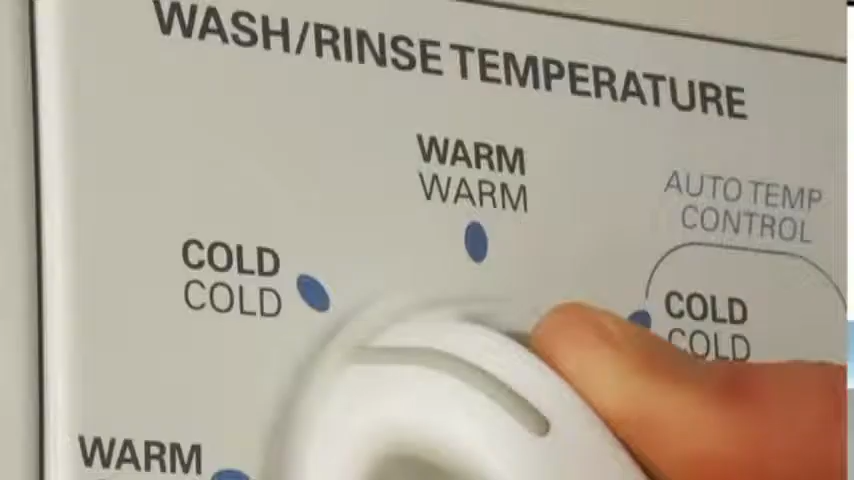 WASH/RINSE TEMPERATURE
WARM
WARM
AUTO TEMP
CONTROL
COLD
COLD
COLD
COLD
WARM